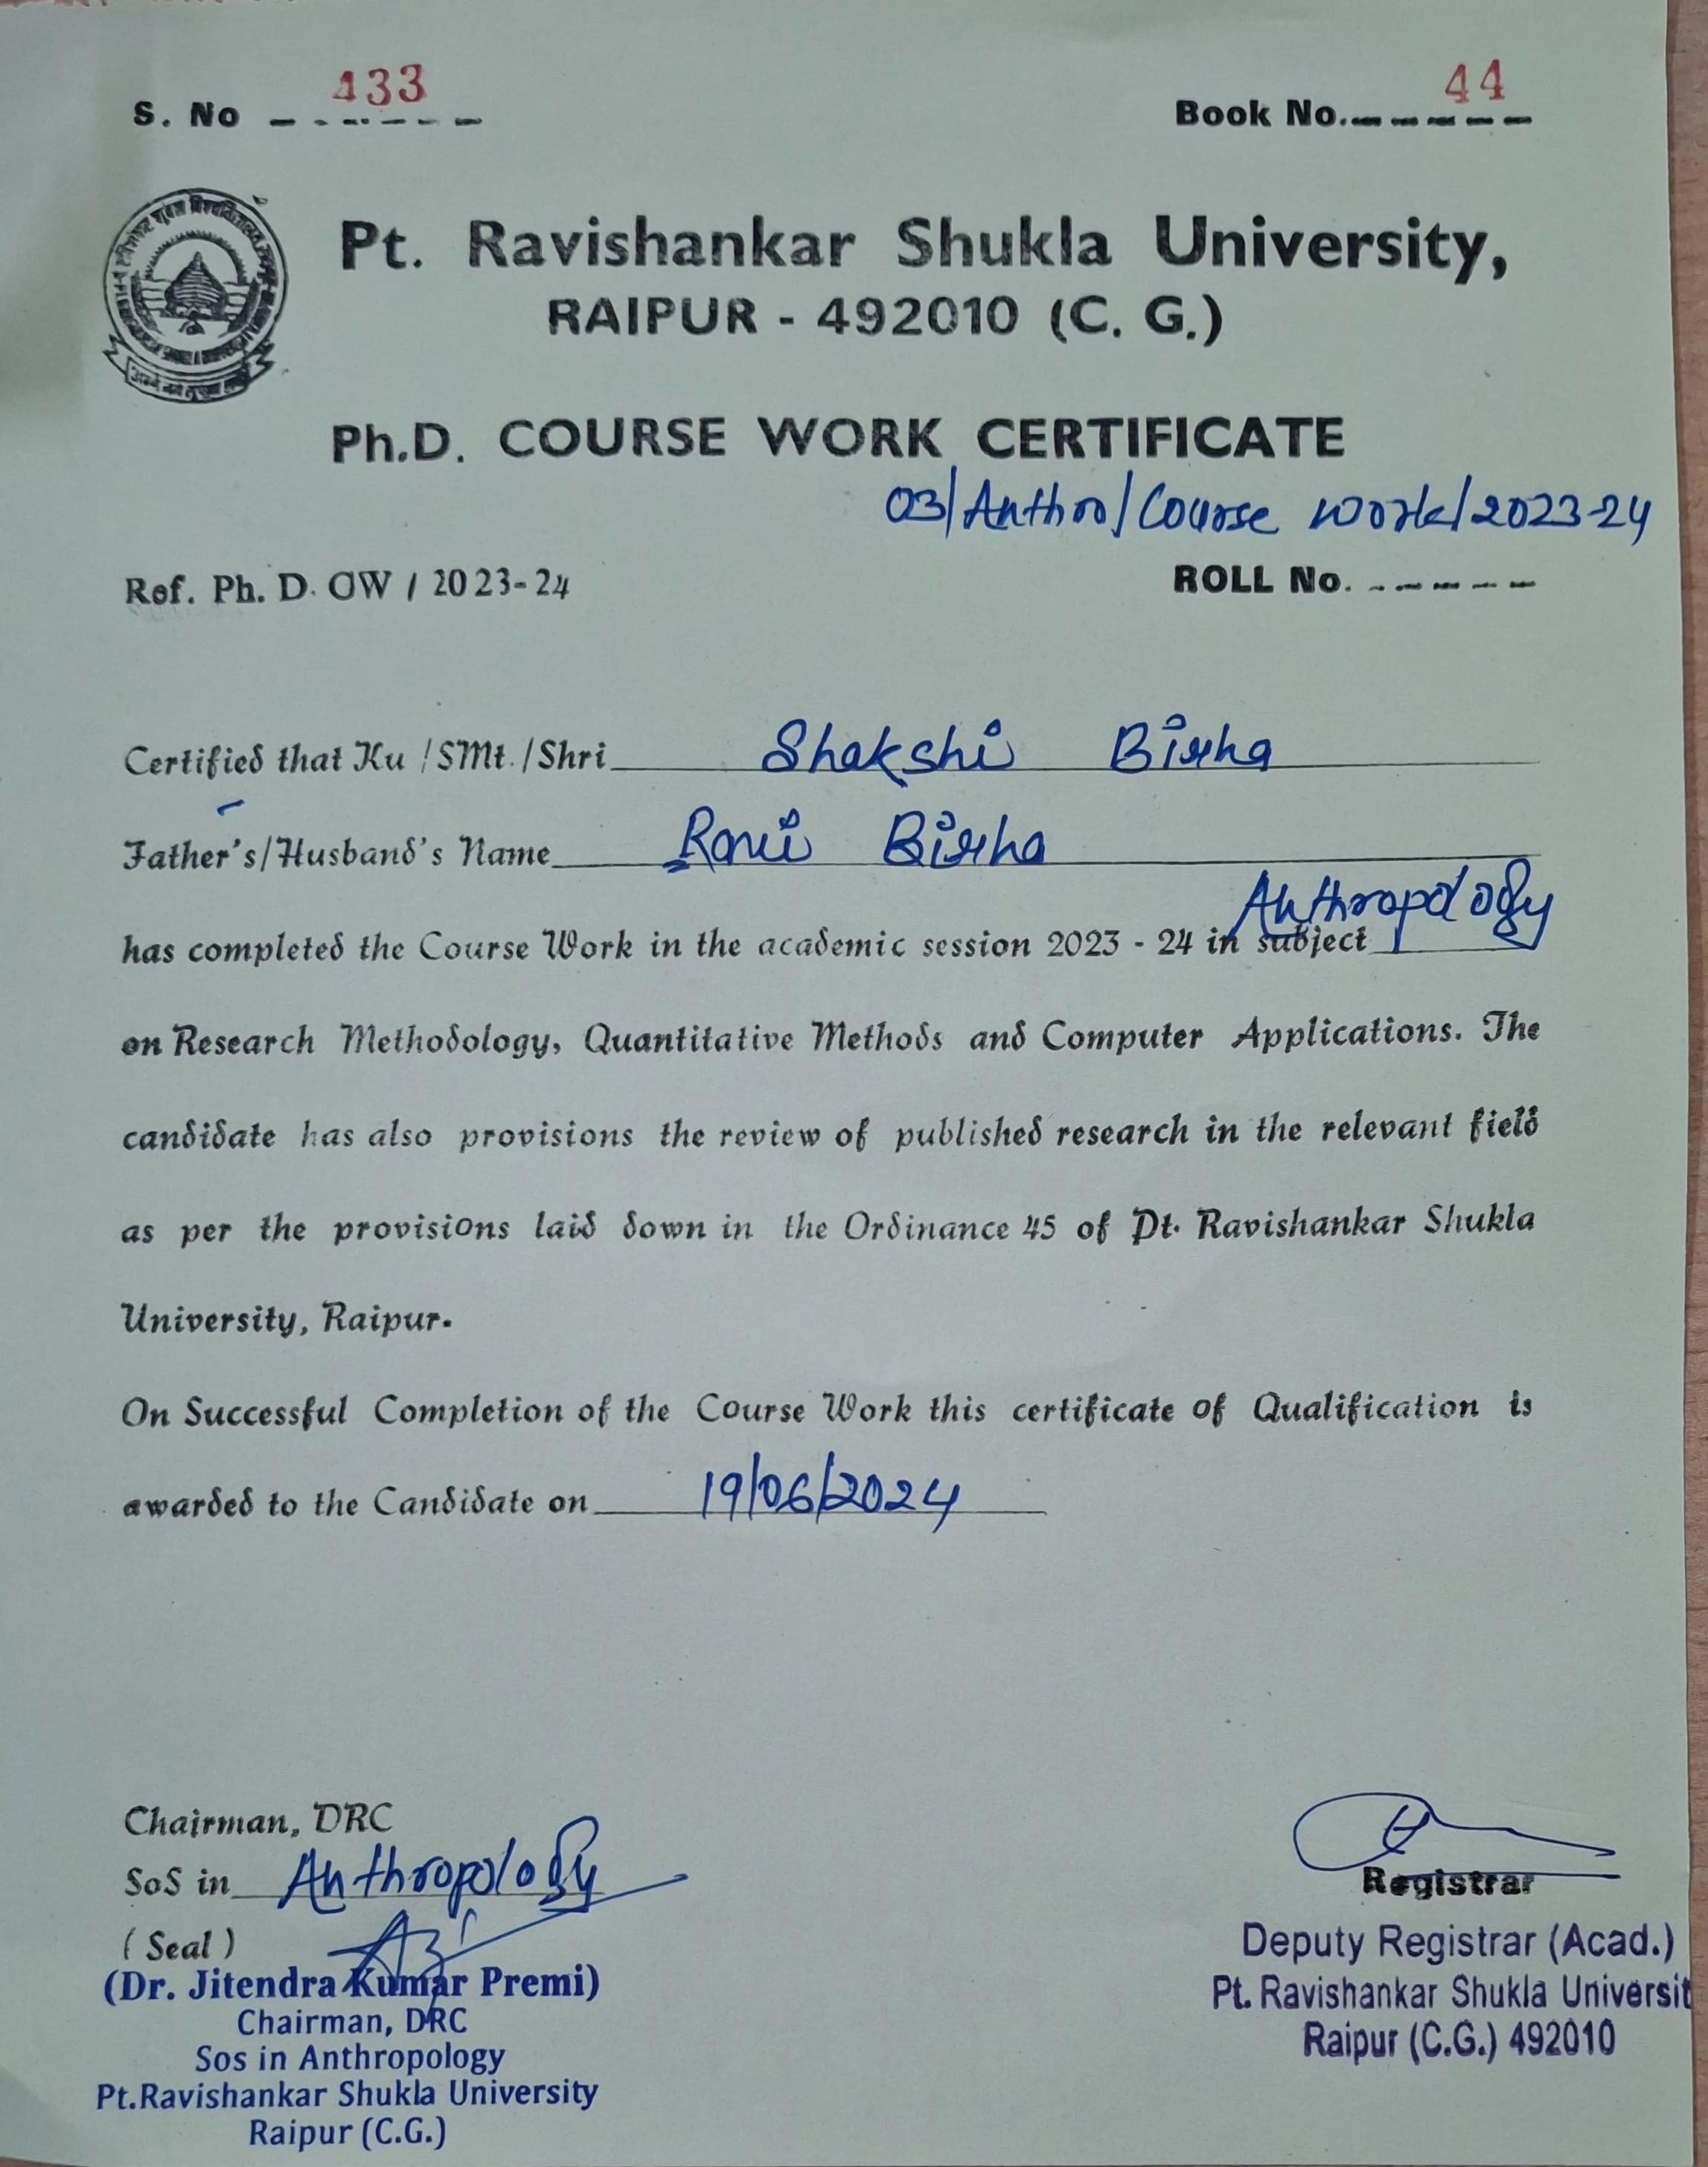 S. No 433
Book No. 44
Pt. Ravishankar Shukla University,
RAIPUR - 492010 (C. G.)
Ph.D. COURSE WORK CERTIFICATE
03/Anthro/Course work/2023-24
Ref. Ph. D. CW / 2023-24
ROLL No.
Certified that Ku /SMt. /Shri Shakshi Birha
Father's/Husband's Name Ravi Birha
has completed the Course Work in the academic session 2023 - 24 in subject Anthropology
on Research Methodology, Quantitative Methods and Computer Applications. The
candidate has also provisions the review of published research in the relevant field
as per the provisions laid down in the Ordinance 45 of Pt. Ravishankar Shukla
University, Raipur.
On Successful Completion of the Course Work this certificate of Qualification is
awarded to the Candidate on 19/06/2024
Chairman, DRC
SoS in Anthropology
( Seal )
(Dr. Jitendra Kumar Premi)
Chairman, DRC
Sos in Anthropology
Pt.Ravishankar Shukla University
Raipur (C.G.)
Registrar
Deputy Registrar (Acad.)
Pt. Ravishankar Shukla Universit
Raipur (C.G.) 492010